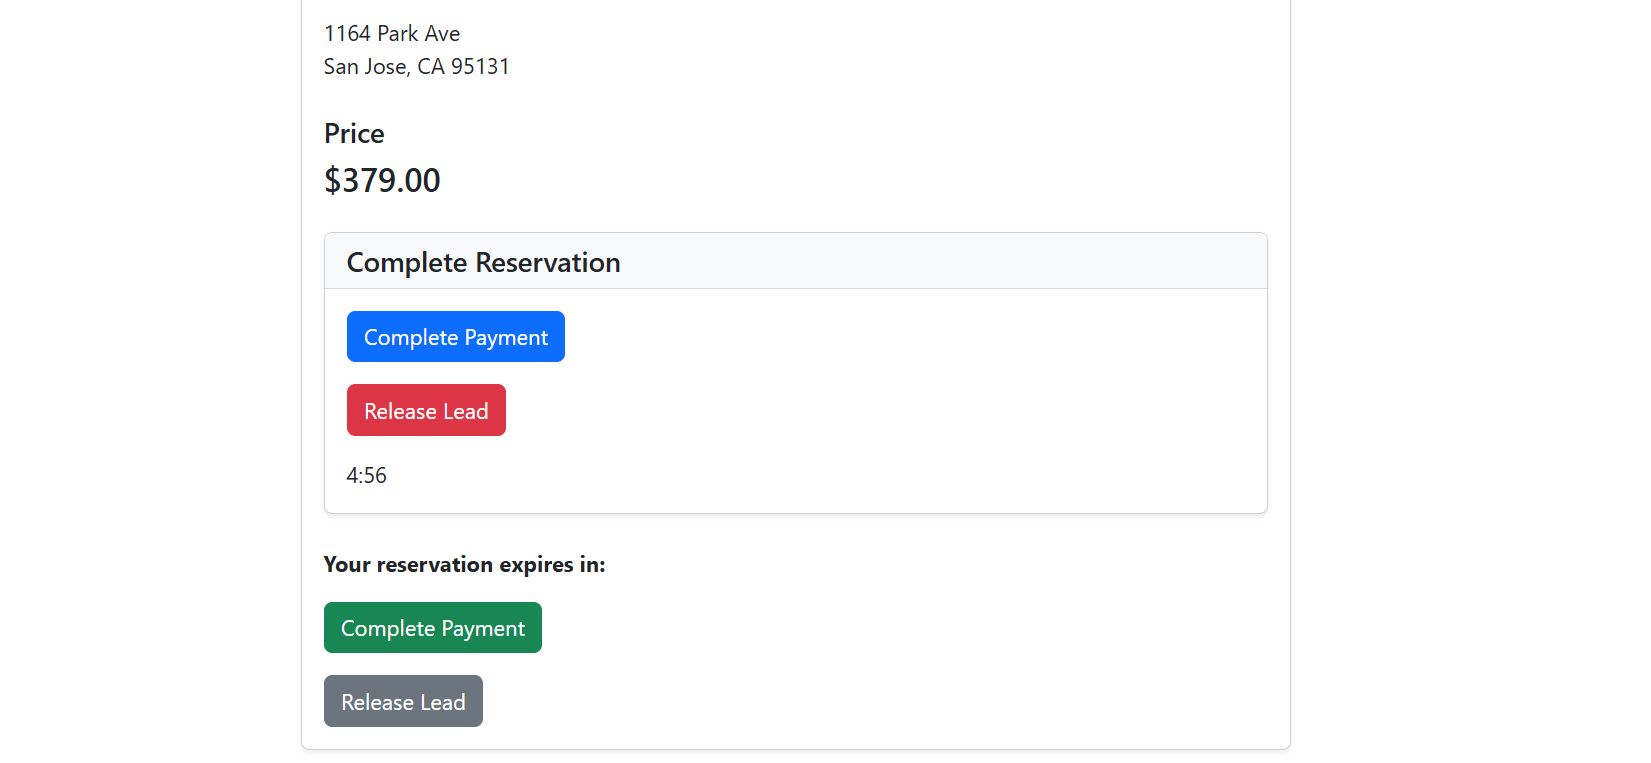 1164 Park Ave
San Jose, CA 95131
Price
$379.00
Complete Reservation
Complete Payment
Release Lead
4:56
Your reservation expires in:
Complete Payment
Release Lead